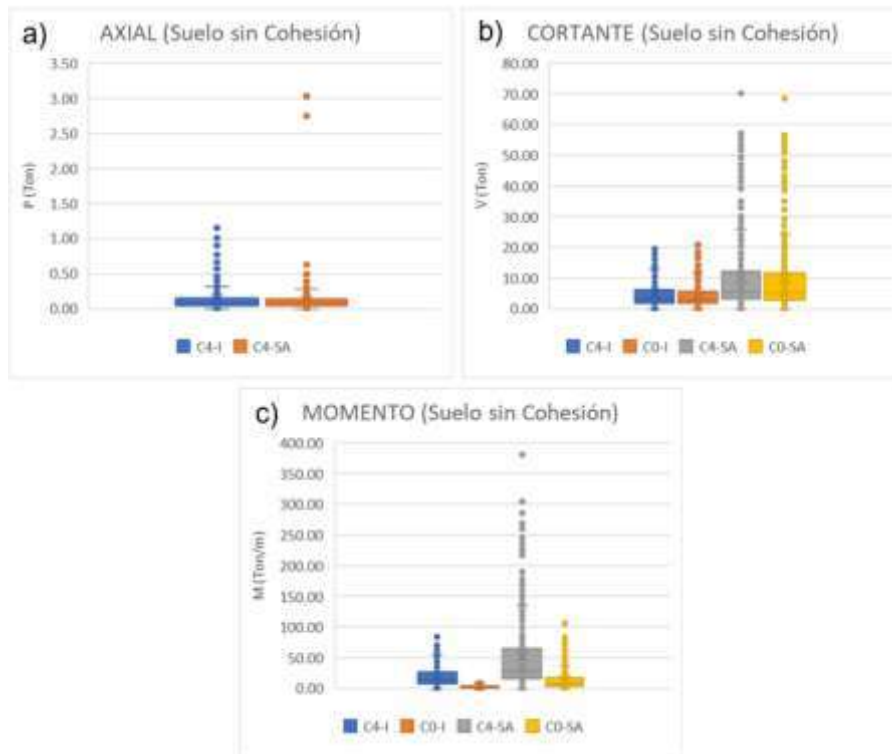 a) AXIAL (Suelo sin Cohesión)
3.50
3.00
2.50
2.00
1.50
1.00
0.50
0.00
P (Ton)
C4-I C4-SA
b) CORTANTE (Suelo sin Cohesión)
80.00
70.00
60.00
50.00
40.00
30.00
20.00
10.00
0.00
V (Ton)
C4-I C0-I C4-SA C0-SA
c) MOMENTO (Suelo sin Cohesión)
400.00
350.00
300.00
250.00
200.00
150.00
100.00
50.00
0.00
M (Ton/m)
C4-I C0-I C4-SA C0-SA